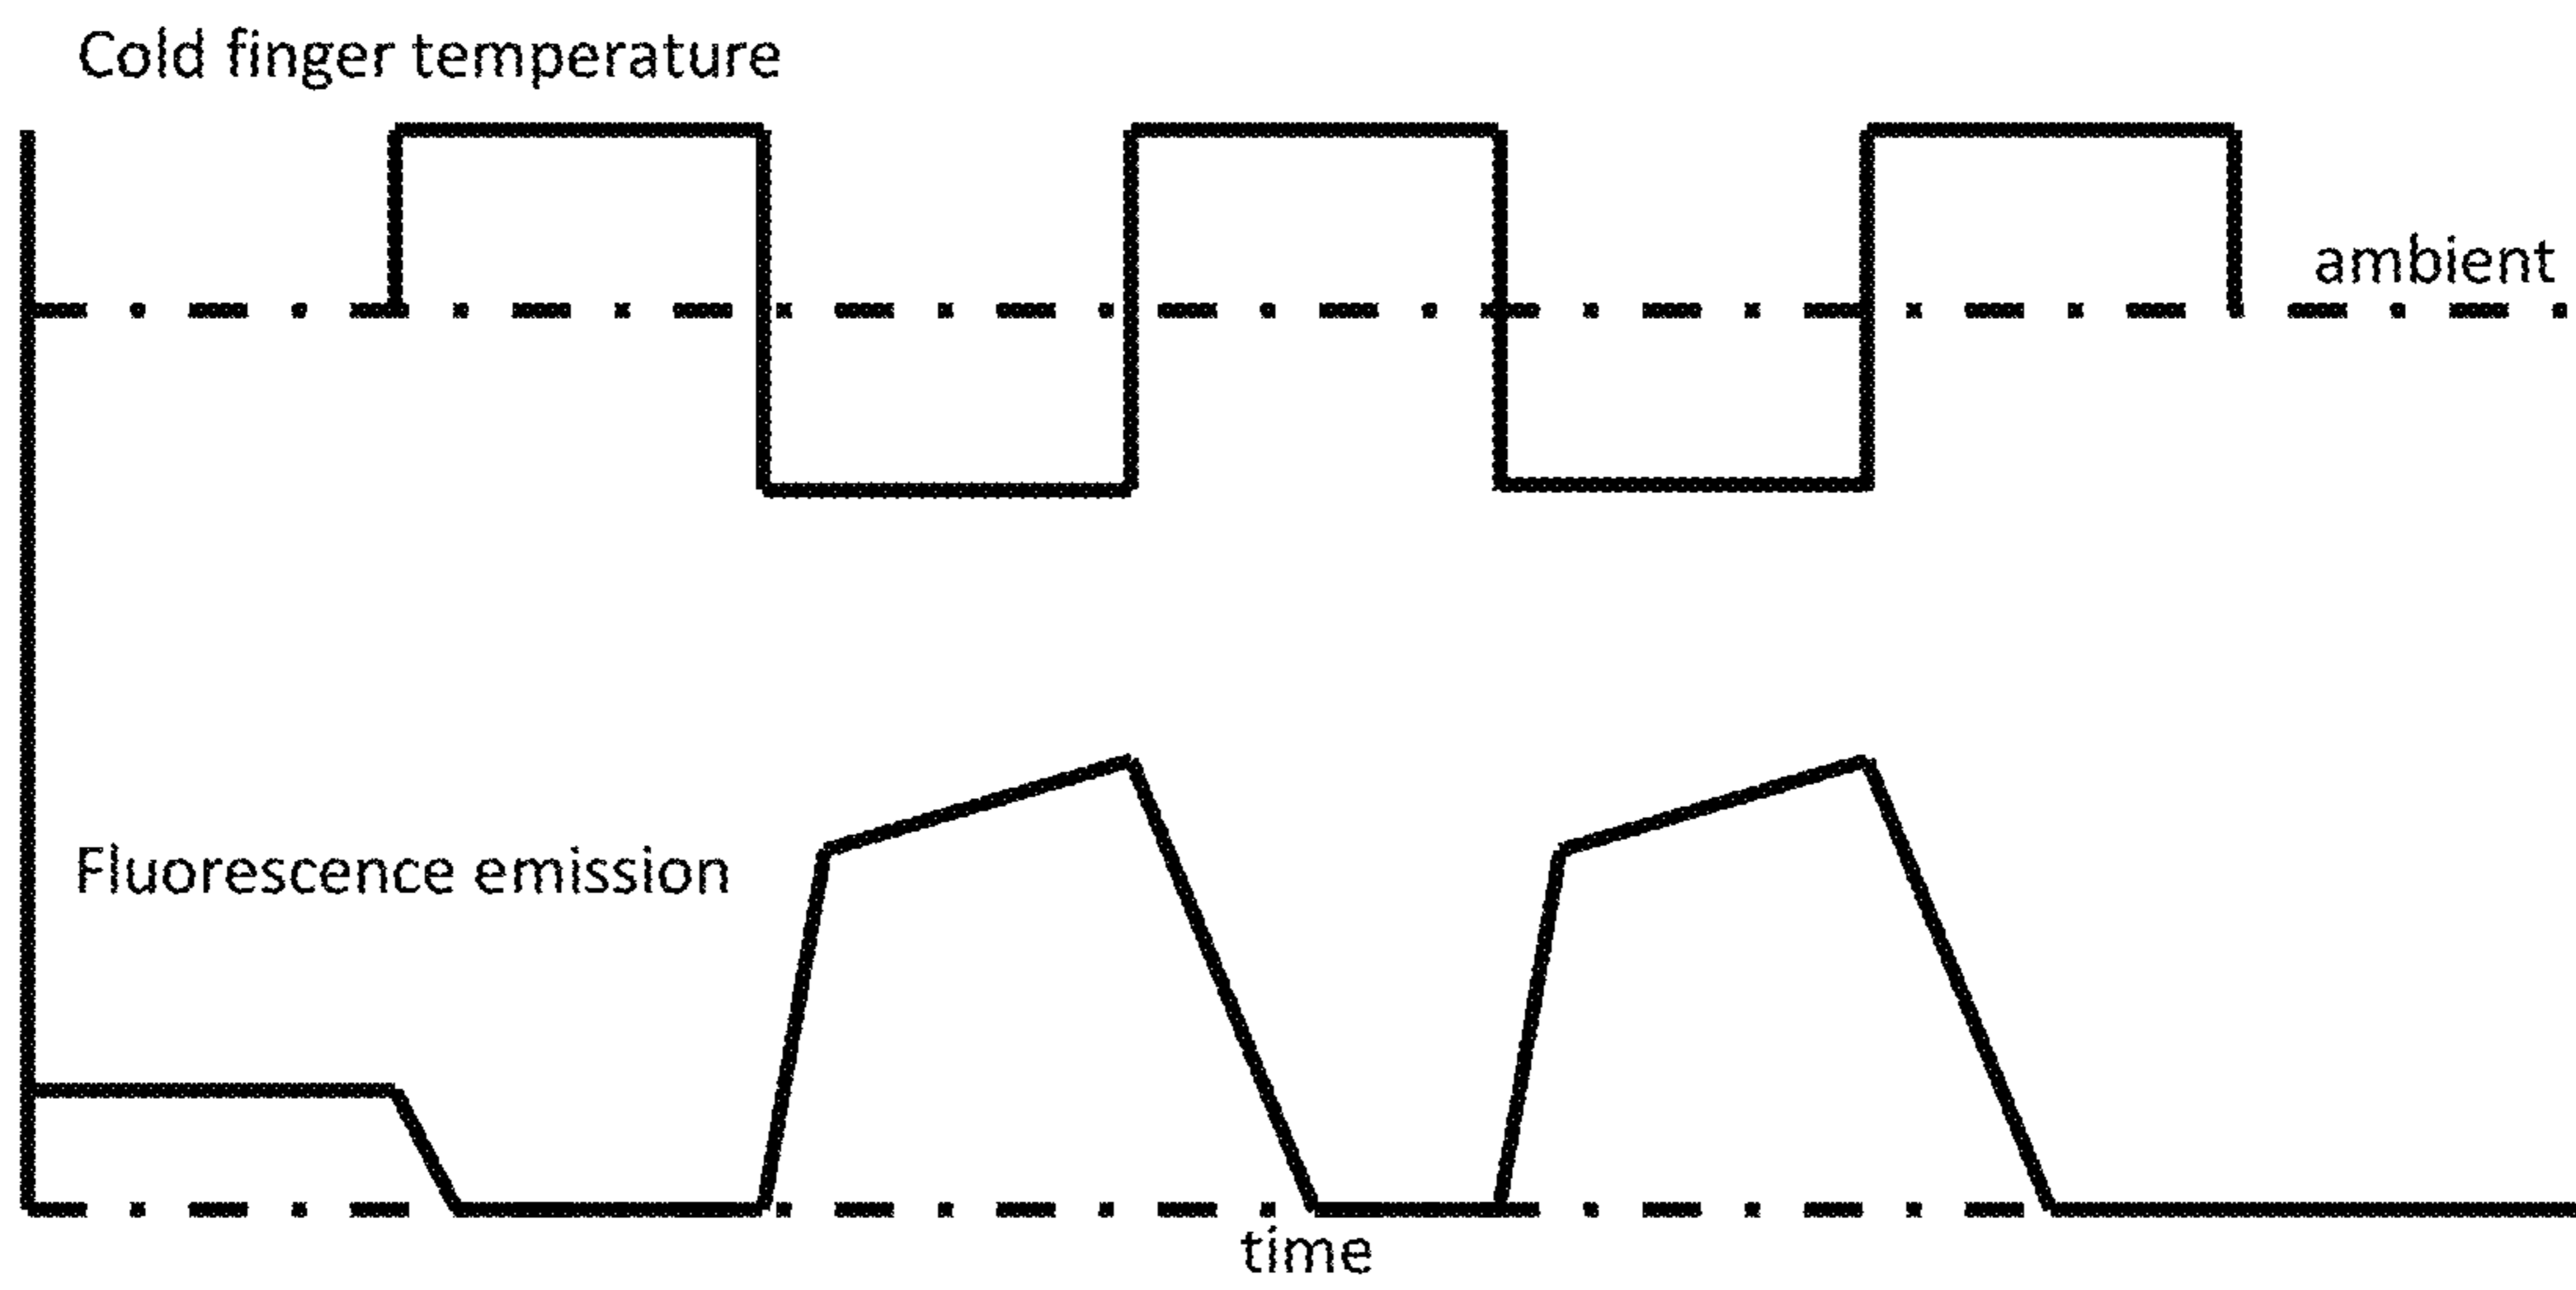 Cold finger temperature
ambient
Fluorescence emission
time